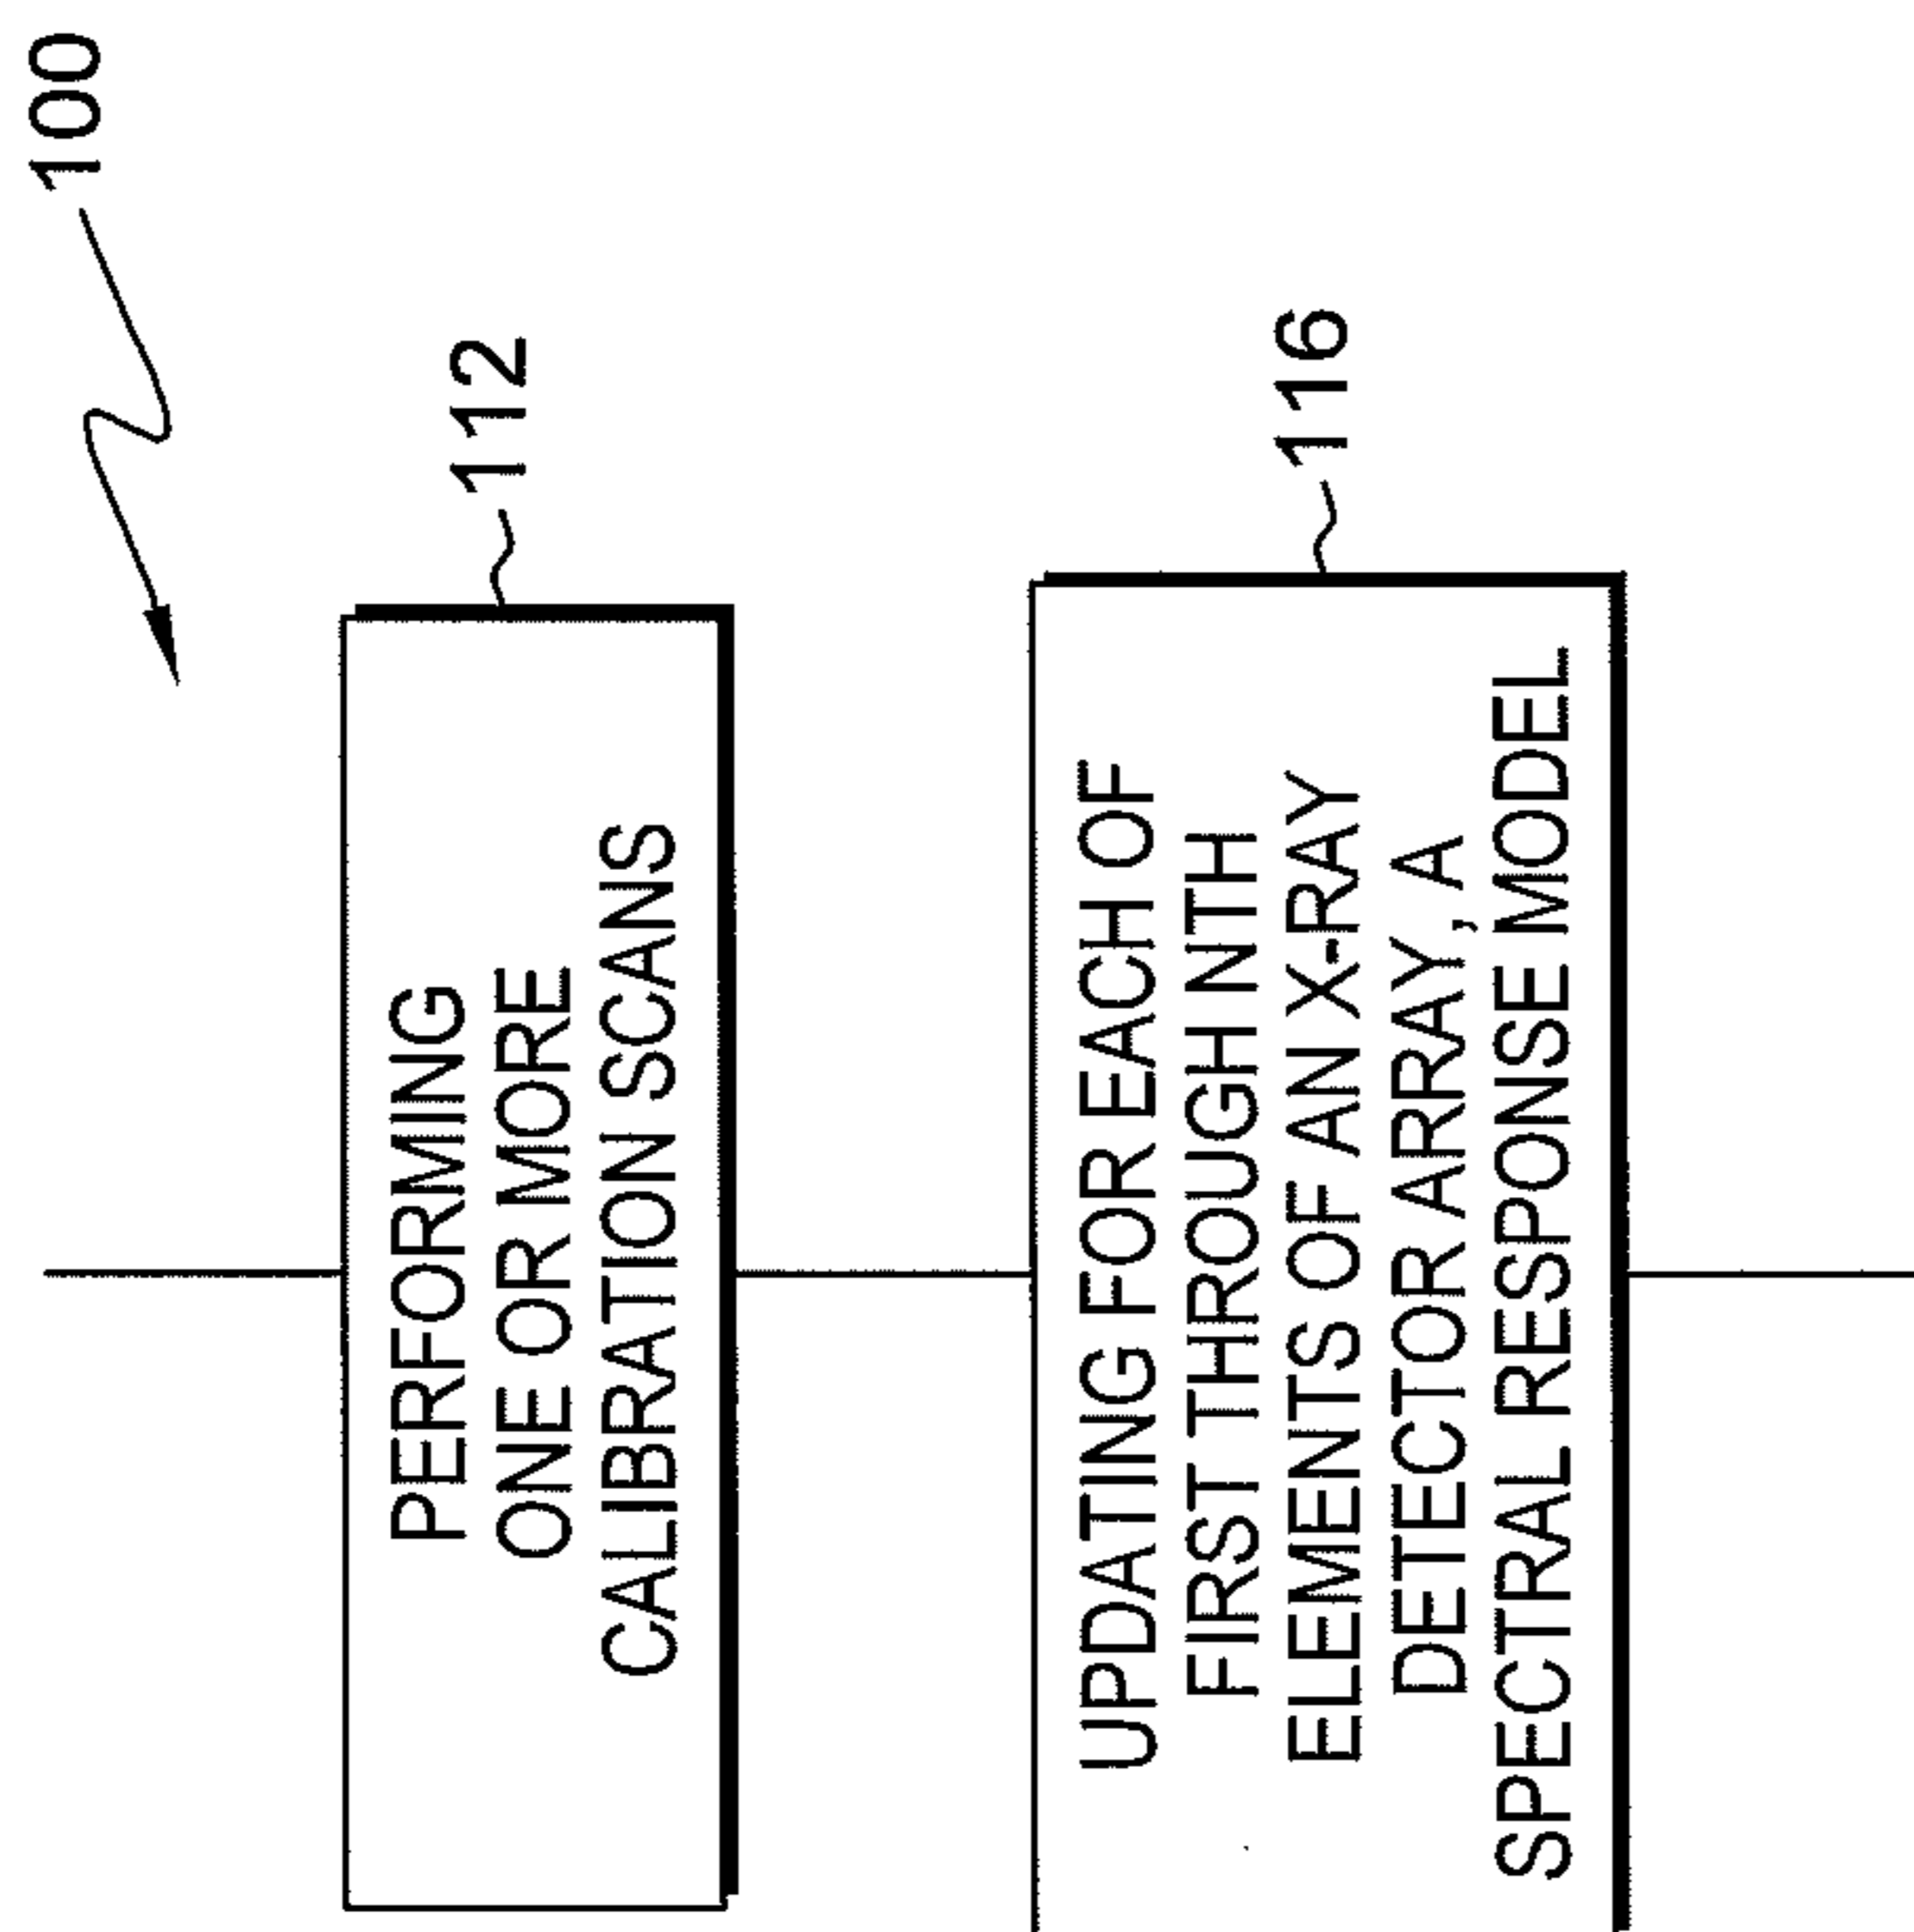 100
112
PERFORMING
ONE OR MORE
CALIBRATION SCANS
116
UPDATING FOR EACH OF
FIRST THROUGH NTH
ELEMENTS OF AN X-RAY
DETECTOR ARRAY, A
SPECTRAL RESPONSE MODEL